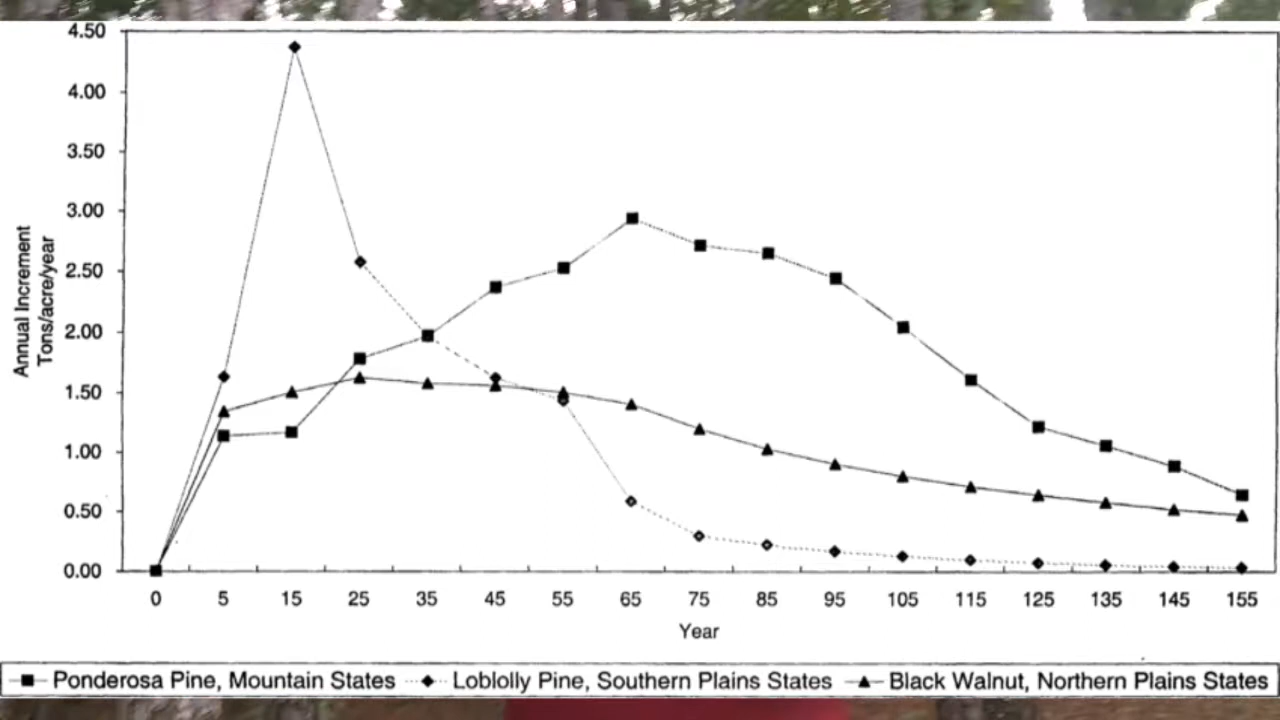 4.50
4.00
3.50
3.00
2.50
2.00
1.50
1.00
0.50
0.00
Annual Increment
Tons/acre/year
0 5 15 25 35 45 55 65 75 85 95 105 115 125 135 145 155
Year
Ponderosa Pine, Mountain States Loblolly Pine, Southern Plains States Black Walnut, Northern Plains States